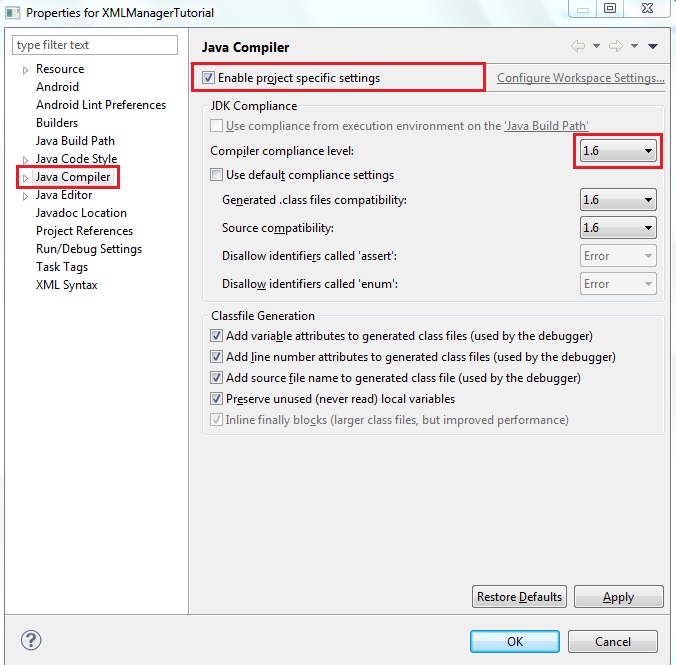 Properties for XMLManagerTutorial
type filter text
Resource
Android
Android Lint Preferences
Builders
Java Build Path
Java Code Style
Java Compiler
Java Editor
Javadoc Location
Project References
Run/Debug Settings
Task Tags
XML Syntax
Java Compiler
Enable project specific settings
Configure Workspace Settings...
JDK Compliance
Use compliance from execution environment on the 'Java Build Path'
Compiler compliance level: 1.6
Use default compliance settings
Generated .class files compatibility: 1.6
Source compatibility: 1.6
Disallow identifiers called 'assert': Error
Disallow identifiers called 'enum': Error
Classfile Generation
Add variable attributes to generated class files (used by the debugger)
Add line number attributes to generated class files (used by the debugger)
Add source file name to generated class file (used by the debugger)
Preserve unused (never read) local variables
Inline finally blocks (larger class files, but improved performance)
Restore Defaults Apply
? OK Cancel